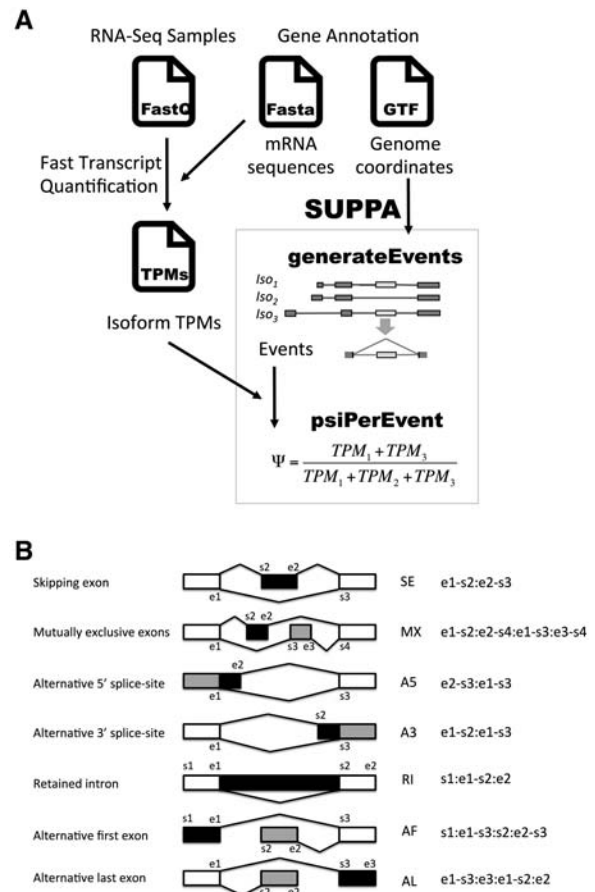 A
RNA-Seq Samples Gene Annotation
FastQ Fasta GTF
mRNA sequences
Genome coordinates
Fast Transcript
Quantification
SUPPA
TPMs
generateEvents
Iso1
Iso2
Iso3
Isoform TPMs
Events
psiPerEvent
Ψ = TPM1 + TPM3
TPM1 + TPM2 + TPM3
B
s2 e2
Skipping exon SE e1-s2:e2-s3
e1 s3
s2 e2
Mutually exclusive exons MX e1-s2:e2-s4:e1-s3:e3-s4
e1 s3 e3 s4
e2
Alternative 5' splice-site A5 e2-s3:e1-s3
e1 s3
s2
Alternative 3' splice-site A3 e1-s2:e1-s3
e1 s3
s1 e1 s2 e2
Retained intron RI s1:e1-s2:e2
s1 e1 s3
Alternative first exon AF s1:e1-s3:s2:e2-s3
s2 e2
e1 s3 e3
Alternative last exon AL e1-s3:e3:e1-s2:e2
s2 e2